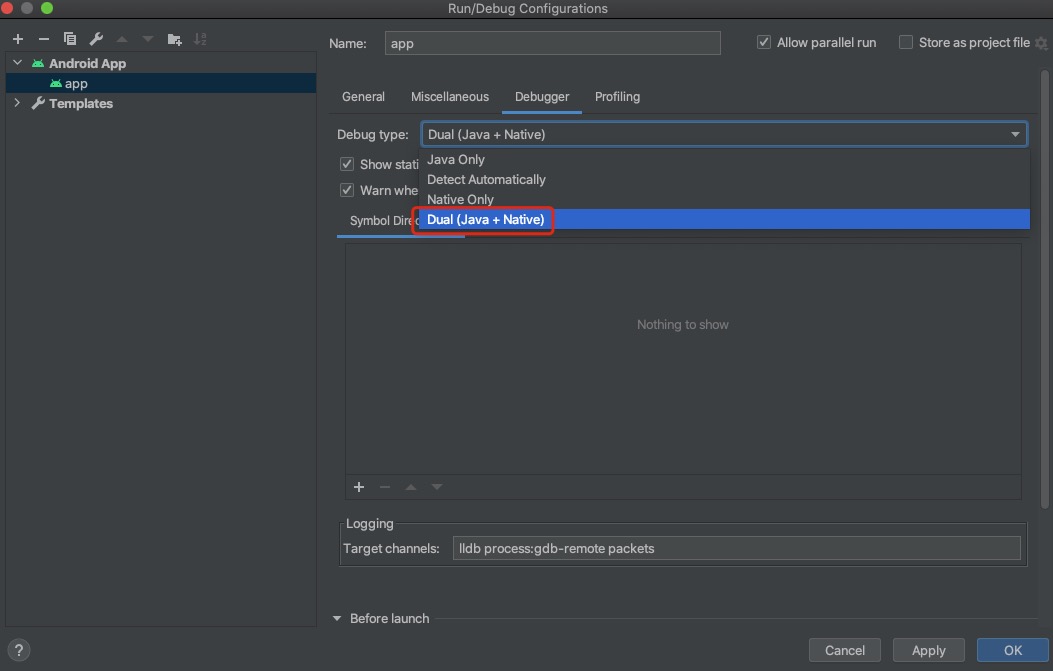 Run/Debug Configurations
Android App
app
Templates
Name:
app
Allow parallel run
Store as project file
General
Miscellaneous
Debugger
Profiling
Debug type:
Dual (Java + Native)
Show stati
Warn whe
Java Only
Detect Automatically
Native Only
Dual (Java + Native)
Symbol Direc
Nothing to show
Logging
Target channels:
lldb process:gdb-remote packets
Before launch
?
Cancel
Apply
OK